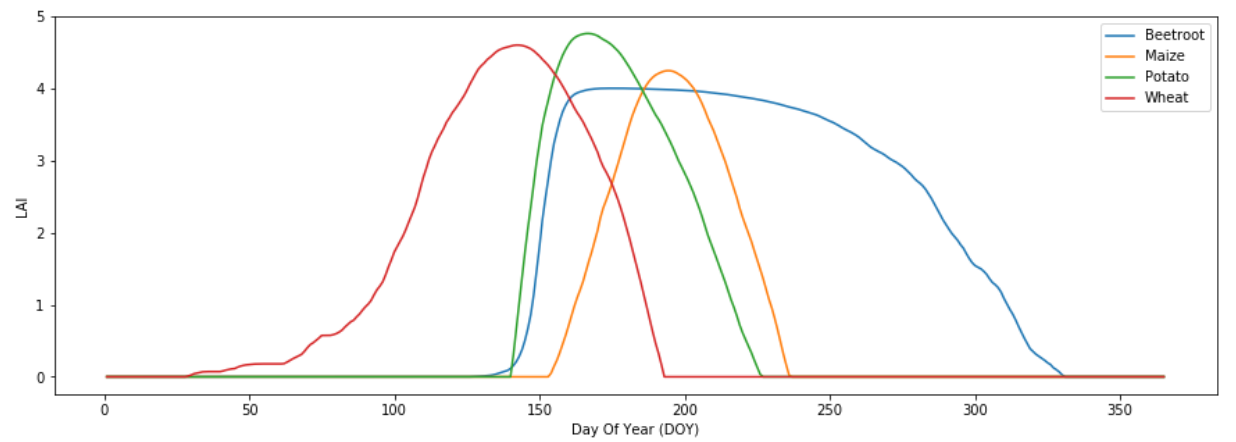 5
4
3
2
1
0
LAI
0 50 100 150 200 250 300 350
Day Of Year (DOY)
Beetroot
Maize
Potato
Wheat